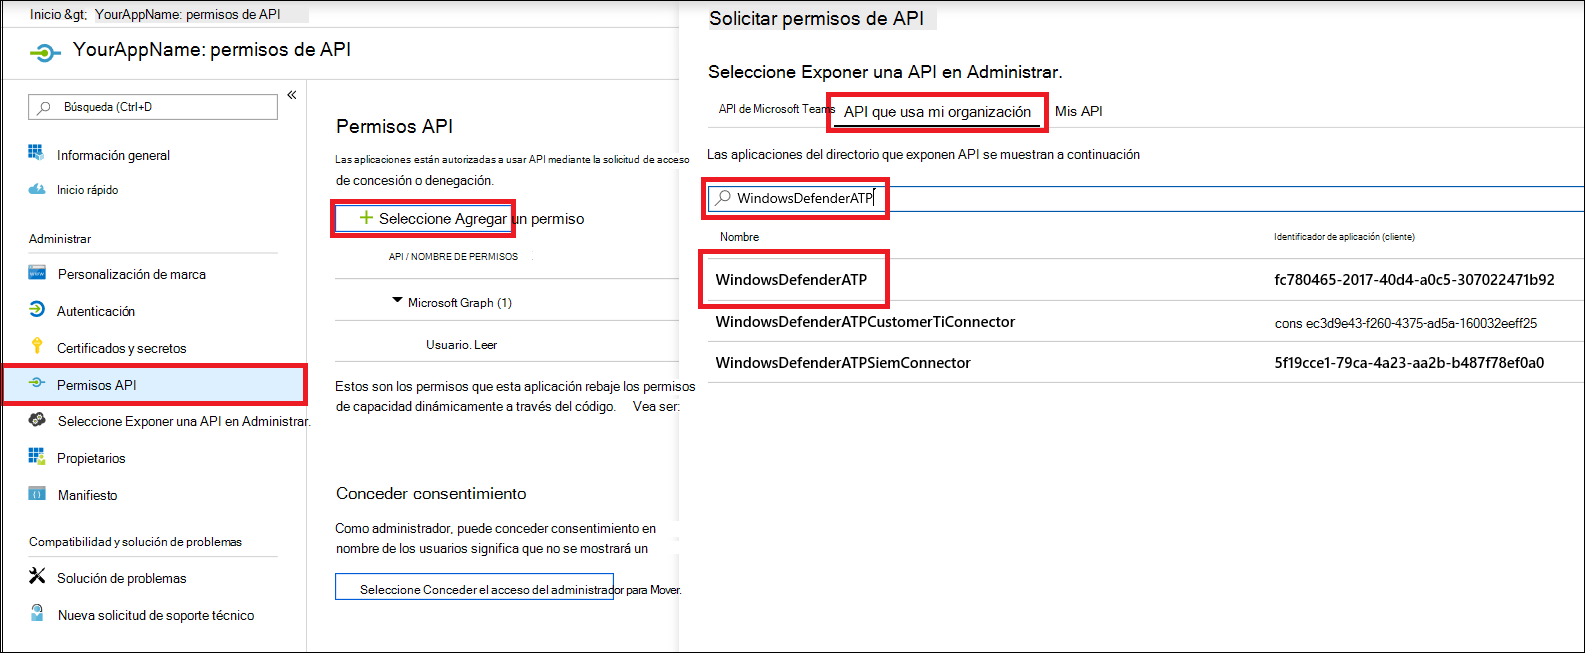 Inicio &gt; YourAppName: permisos de API
YourAppName: permisos de API
Búsqueda (Ctrl+D
«
Información general
Inicio rápido
Administrar
Personalización de marca
Autenticación
Certificados y secretos
Permisos API
Seleccione Exponer una API en Administrar.
Propietarios
Manifiesto
Compatibilidad y solución de problemas
Solución de problemas
Nueva solicitud de soporte técnico
Permisos API
Las aplicaciones están autorizadas a usar API mediante la solicitud de acceso
de concesión o denegación.
+ Seleccione Agregar un permiso
API / NOMBRE DE PERMISOS
Microsoft Graph (1)
Usuario. Leer
Estos son los permisos que esta aplicación rebaje los permisos
de capacidad dinámicamente a través del código. Vea ser:
Conceder consentimiento
Como administrador, puede conceder consentimiento en
nombre de los usuarios significa que no se mostrará un
Seleccione Conceder el acceso del administrador para Mover.
Solicitar permisos de API
Seleccione Exponer una API en Administrar.
API de Microsoft Teams API que usa mi organización Mis API
Las aplicaciones del directorio que exponen API se muestran a continuación
WindowsDefenderATP
Nombre Identificador de aplicación (cliente)
WindowsDefenderATP fc780465-2017-40d4-a0c5-307022471b92
WindowsDefenderATPCustomerTiConnector cons ec3d9e43-f260-4375-ad5a-160032eeff25
WindowsDefenderATPSiemConnector 5f19cce1-79ca-4a23-aa2b-b487f78ef0a0